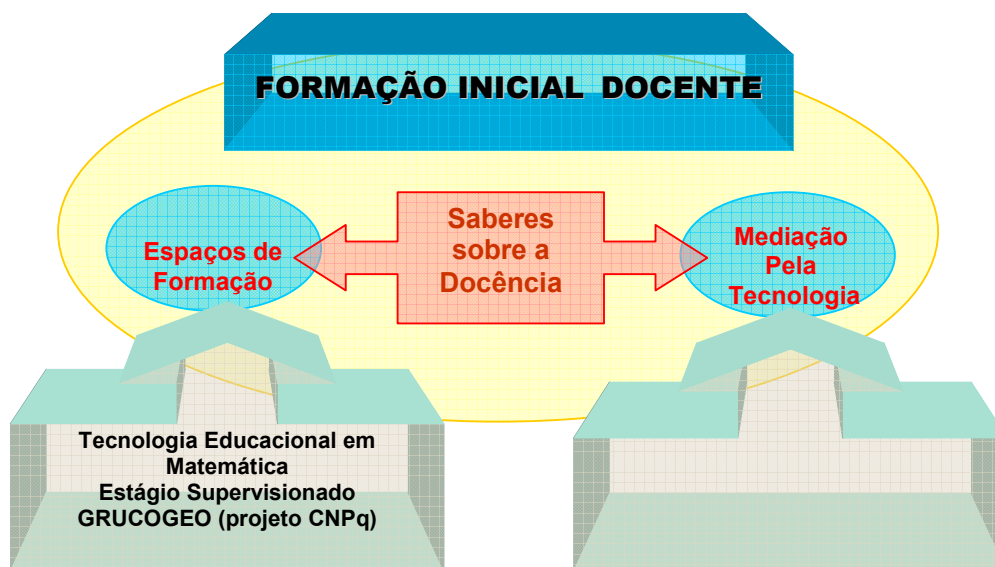 FORMAÇÃO INICIAL DOCENTE
Espaços de
Formação
Saberes
sobre a
Docência
Mediação
Pela
Tecnologia
Tecnologia Educacional em
Matemática
Estágio Supervisionado
GRUCOGEO (projeto CNPq)